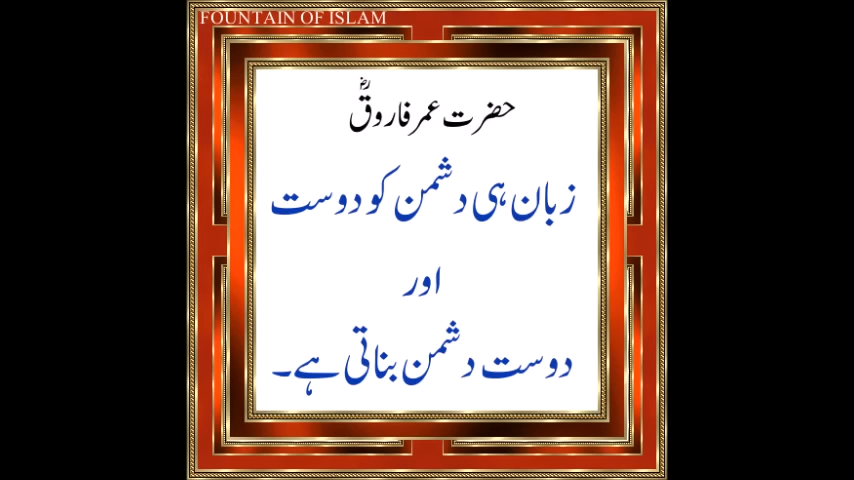 FOUNTAIN OF ISLAM
حضرت عمر فاروقؓ
زبان ہی دشمن کو دوست
اور
دوست دشمن بناتی ہے۔